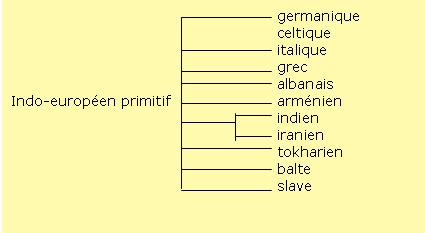 germanique
celtique
italique
grec
albanais
Indo-européen primitif
arménien
indien
iranien
tokharien
balte
slave